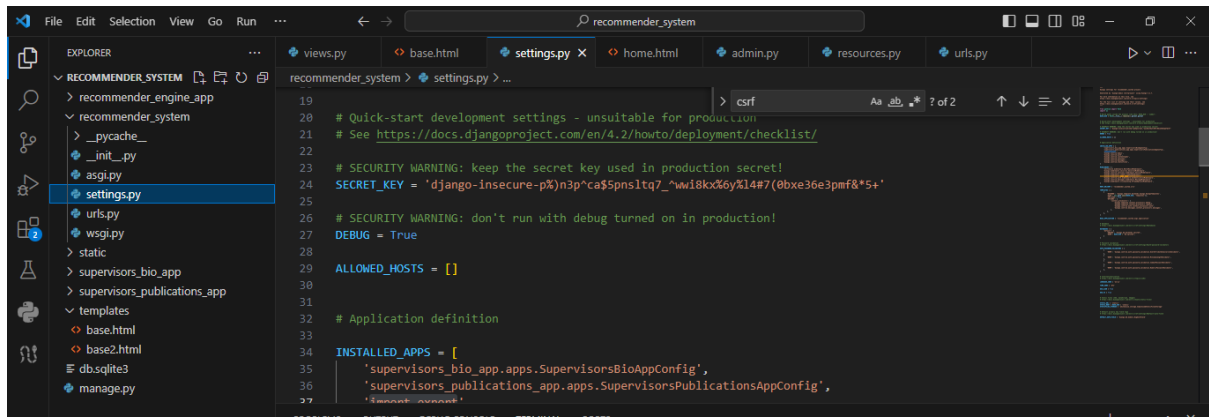 File Edit Selection View Go Run ··· recommender_system
EXPLORER ···
views.py base.html settings.py home.html admin.py resources.py urls.py
RECOMMENDER_SYSTEM
recommender_engine_app
recommender_system
__pycache__
__init__.py
asgi.py
settings.py
urls.py
wsgi.py
static
supervisors_bio_app
supervisors_publications_app
templates
base.html
base2.html
db.sqlite3
manage.py
2
recommender_system > settings.py > ...
csrf Aa ab, .* ? of 2
19
20 # Quick-start development settings - unsuitable for production
21 # See https://docs.djangoproject.com/en/4.2/howto/deployment/checklist/
22
23 # SECURITY WARNING: keep the secret key used in production secret!
24 SECRET_KEY = 'django-insecure-p%)n3p^ca$5pnsltq7_^wwi8kx%6y%l4#7(0bxe36e3pmf&*5+'
25
26 # SECURITY WARNING: don't run with debug turned on in production!
27 DEBUG = True
28
29 ALLOWED_HOSTS = []
30
31
32 # Application definition
33
34 INSTALLED_APPS = [
35 'supervisors_bio_app.apps.SupervisorsBioAppConfig',
36 'supervisors_publications_app.apps.SupervisorsPublicationsAppConfig',
37 'import_export'